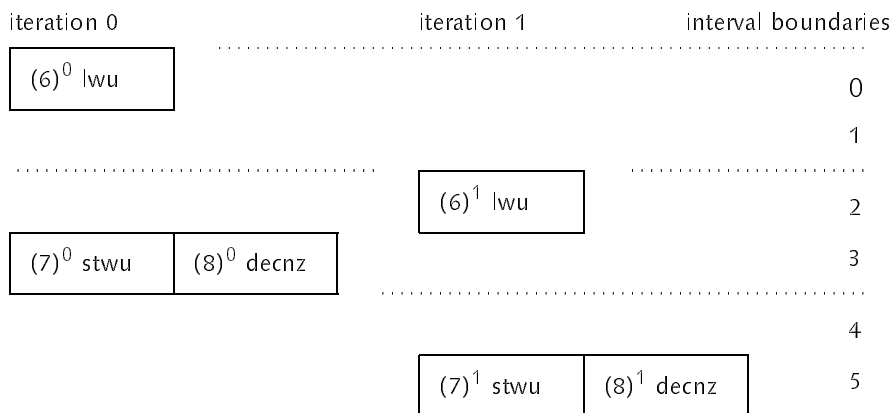 iteration 0 iteration 1 interval boundaries
(6)⁰ lwu 0
1
(6)¹ lwu 2
(7)⁰ stwu (8)⁰ decnz 3
4
(7)¹ stwu (8)¹ decnz 5